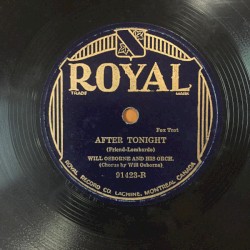 ROYAL
TRADE MARK
Fox Trot
AFTER TONIGHT
(Friend-Lombardo)
WILL OSBORNE AND HIS ORCH.
(Chorus by Will Osborne)
91423-B
ROYAL RECORD CO. LACHINE, MONTREAL CANADA